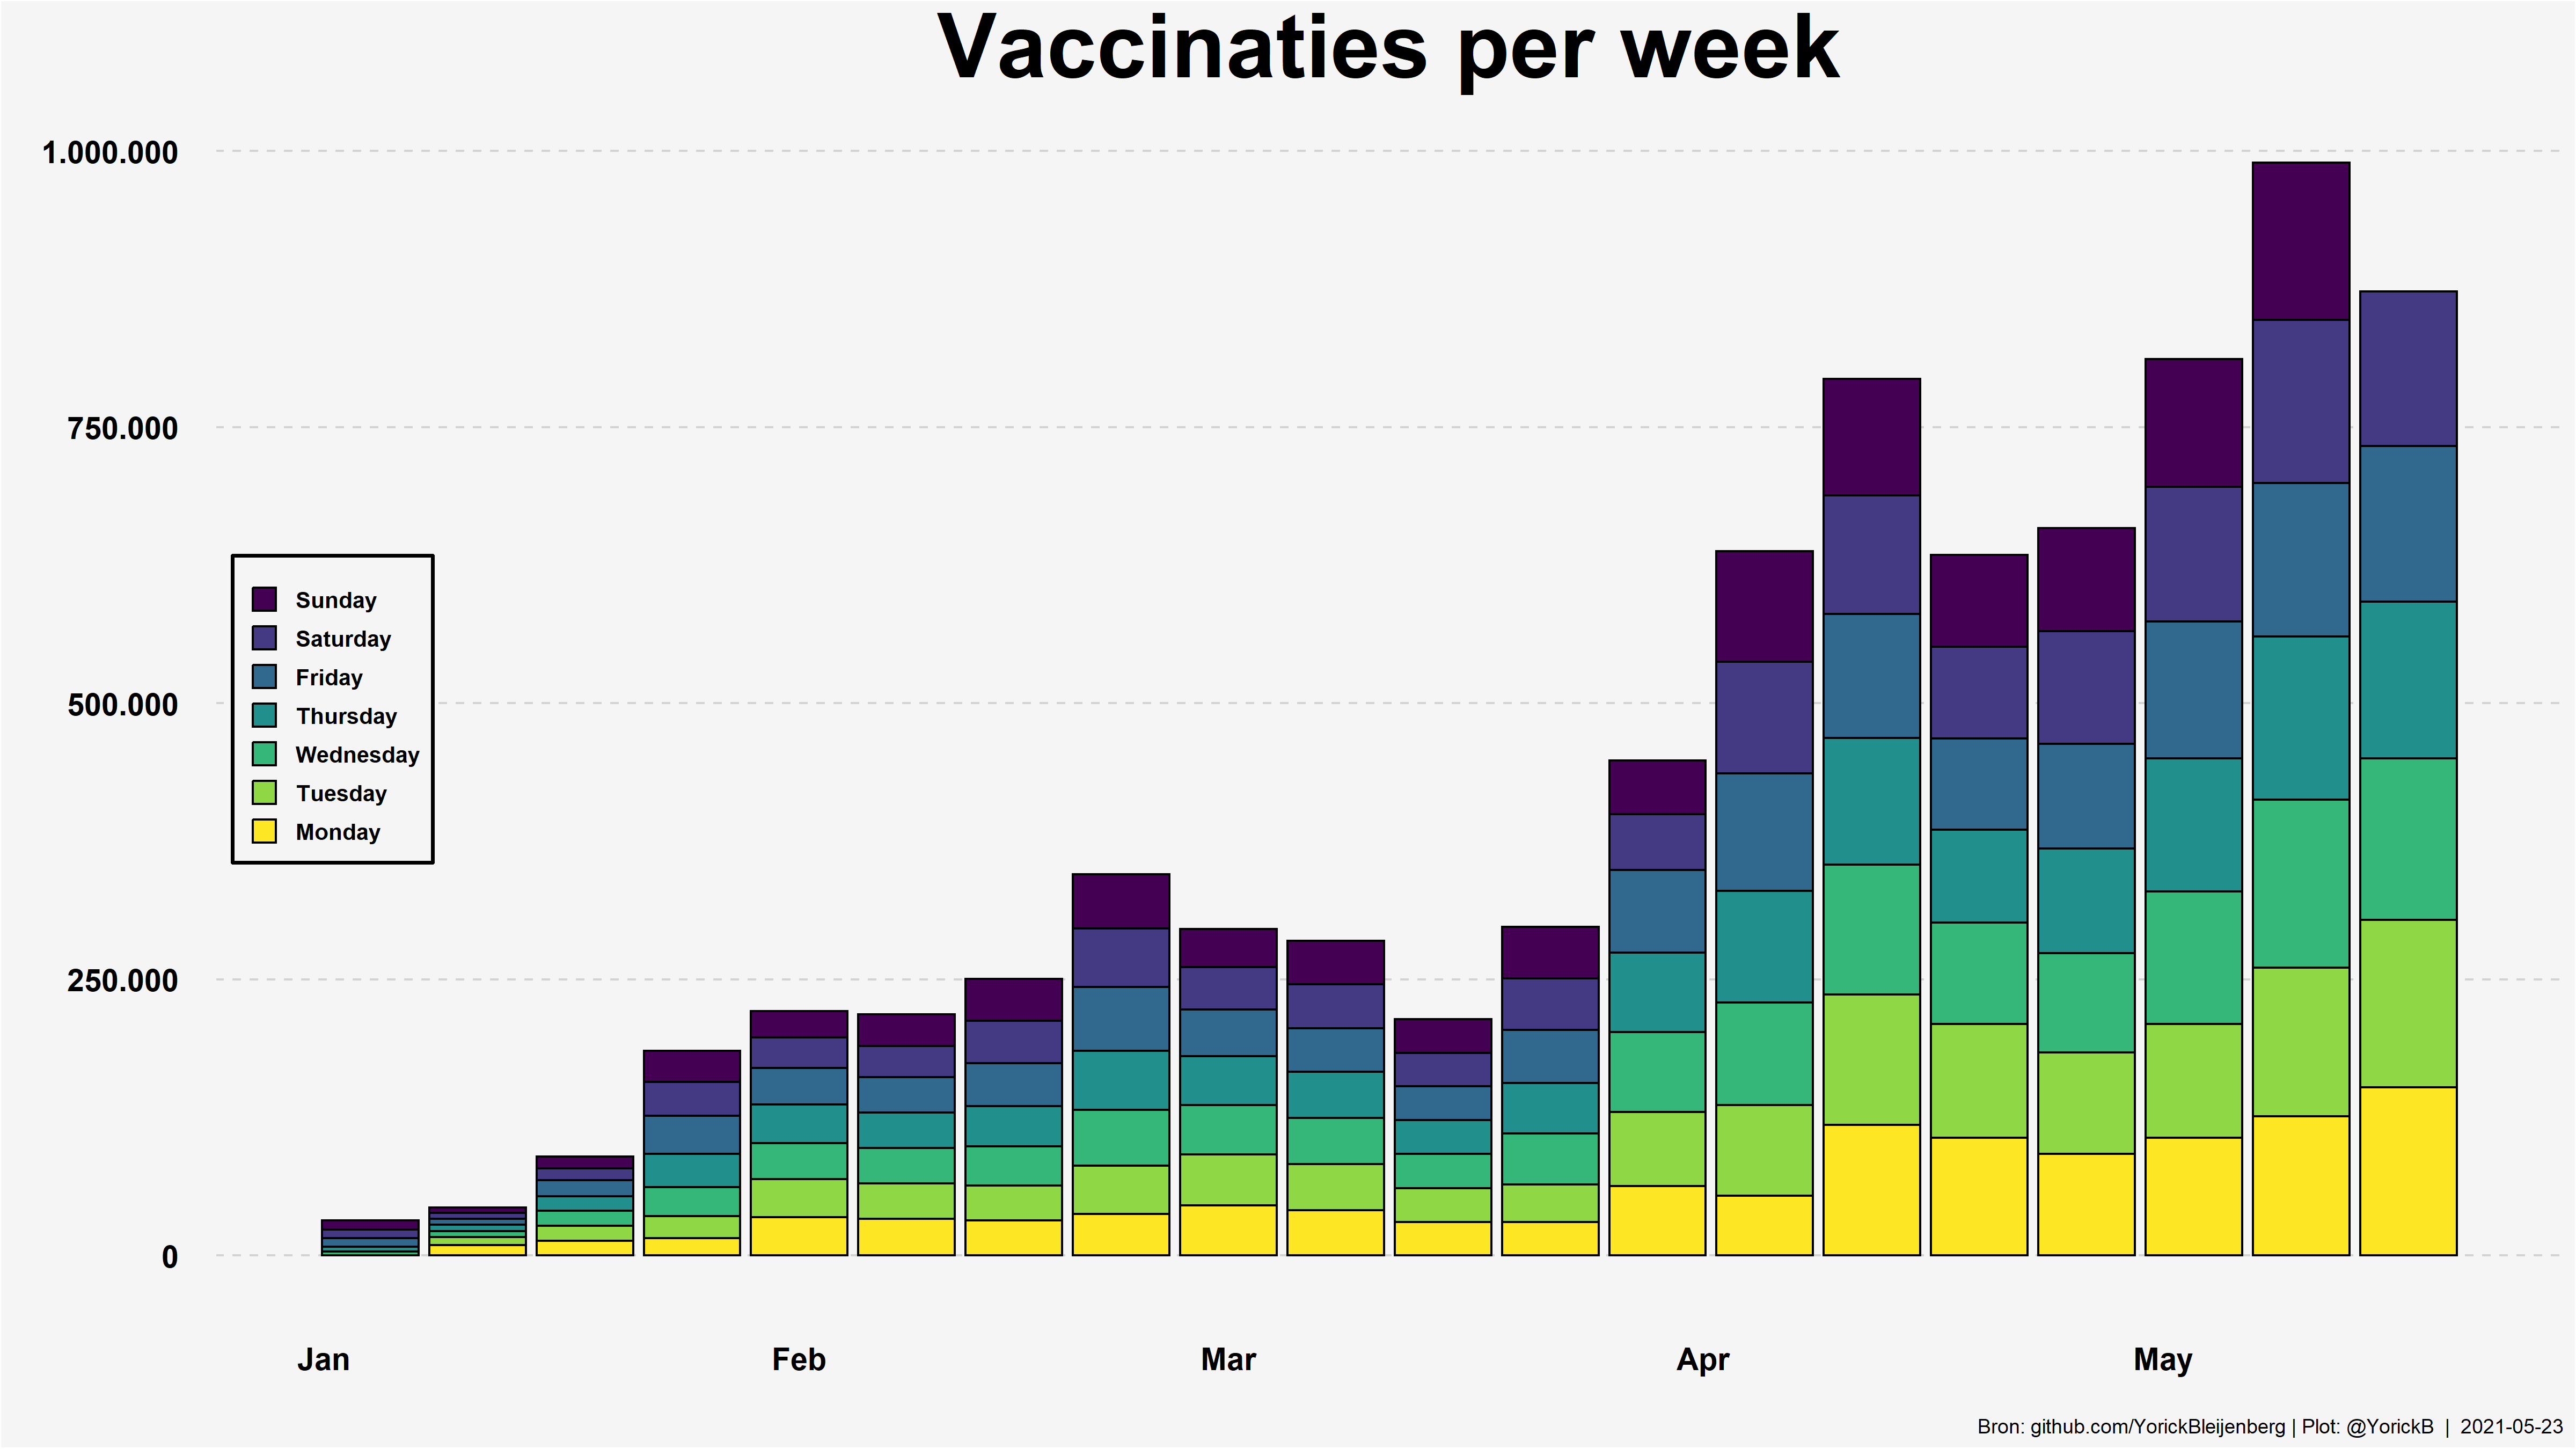 Vaccinaties per week
1.000.000
750.000
500.000
250.000
0
Sunday
Saturday
Friday
Thursday
Wednesday
Tuesday
Monday
Jan Feb Mar Apr May
Bron: github.com/YorickBleijenberg | Plot: @YorickB | 2021-05-23